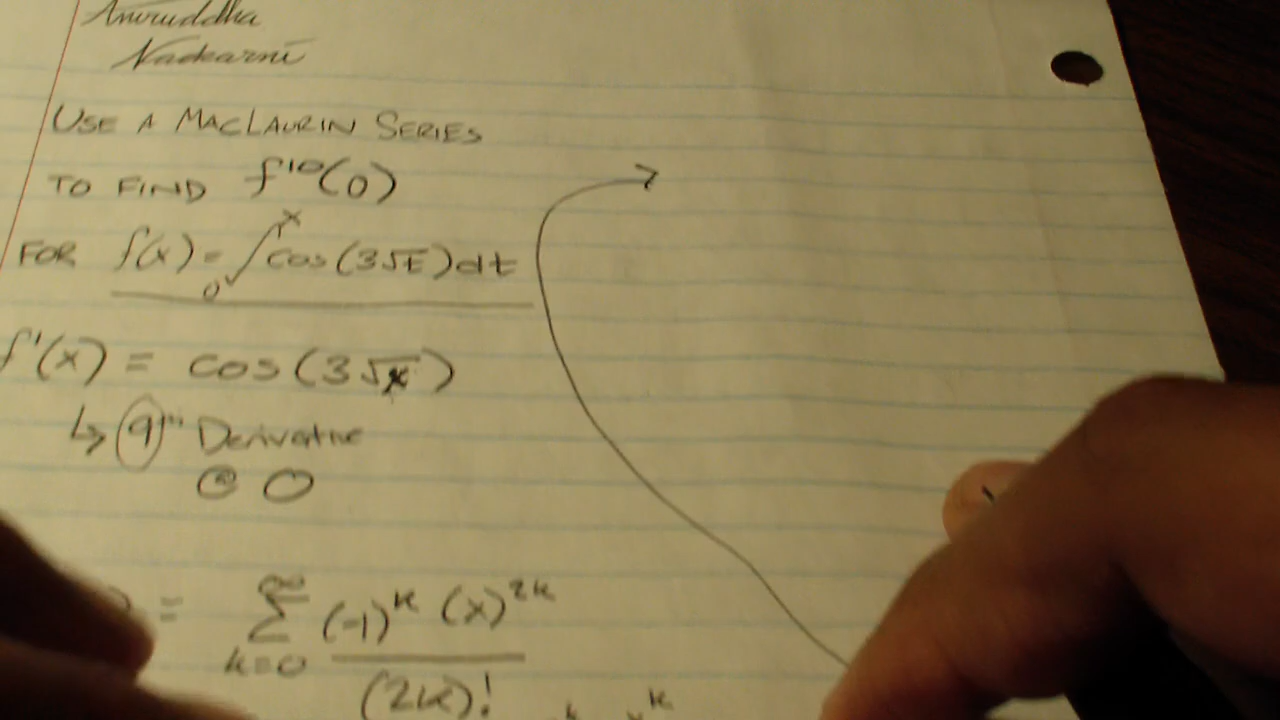 Aniruddha
Nadkarni
USE A MACLAURIN SERIES
TO FIND f¹⁰(0)
FOR f(x) = ∫₀ˣ cos(3√t)dt
f'(x) = cos(3√x)
↳ 9ᵗʰ Derivative
@ 0
) = ∑ (-1)ᵏ (x)²ᵏ
∞
k=0
(2k)!
k xᵏ